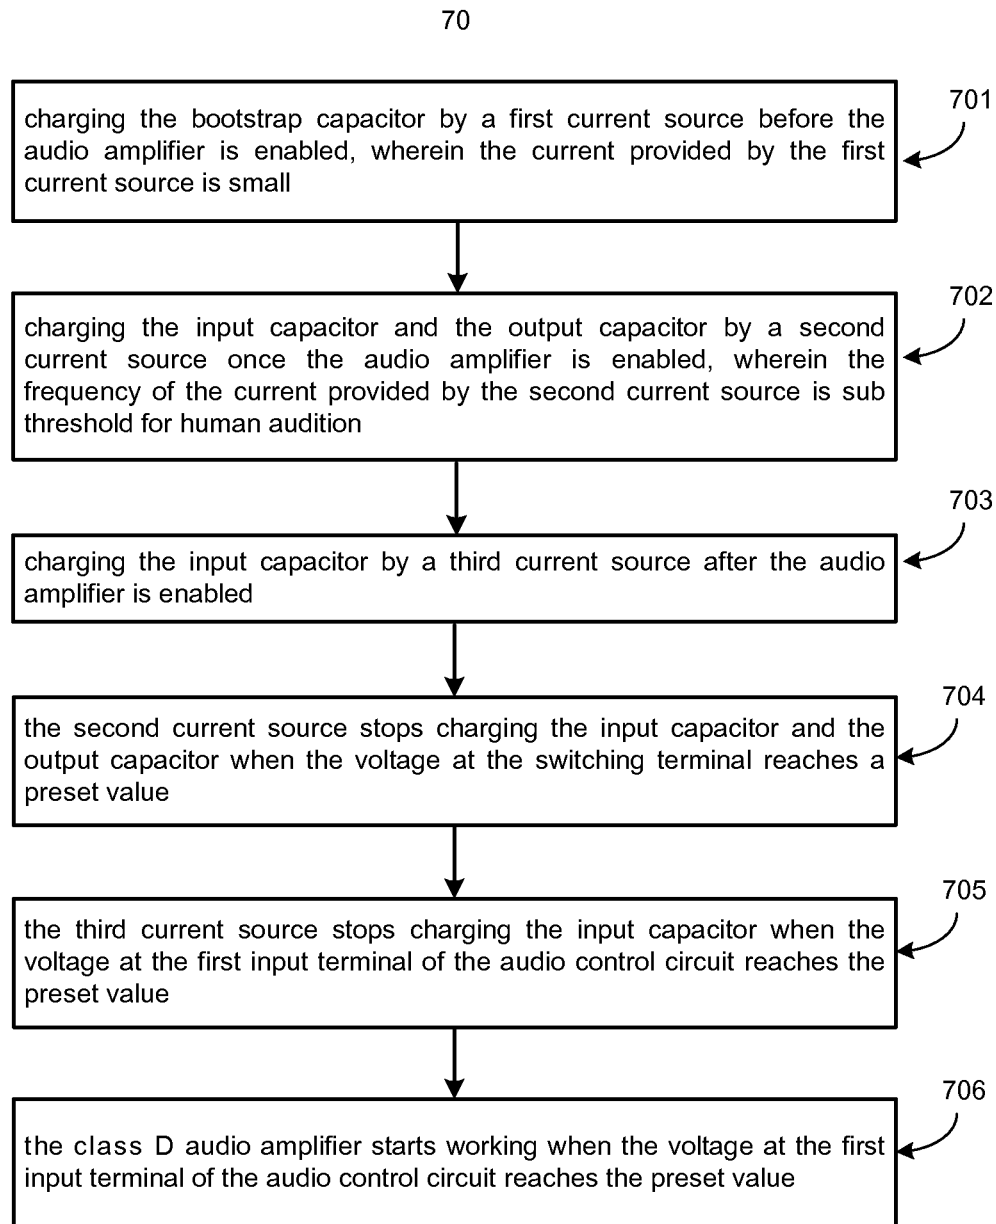 70
charging the bootstrap capacitor by a first current source before the
audio amplifier is enabled, wherein the current provided by the first
current source is small
701
charging the input capacitor and the output capacitor by a second
current source once the audio amplifier is enabled, wherein the
frequency of the current provided by the second current source is sub
threshold for human audition
702
charging the input capacitor by a third current source after the audio
amplifier is enabled
703
the second current source stops charging the input capacitor and the
output capacitor when the voltage at the switching terminal reaches a
preset value
704
the third current source stops charging the input capacitor when the
voltage at the first input terminal of the audio control circuit reaches the
preset value
705
the class D audio amplifier starts working when the voltage at the first
input terminal of the audio control circuit reaches the preset value
706